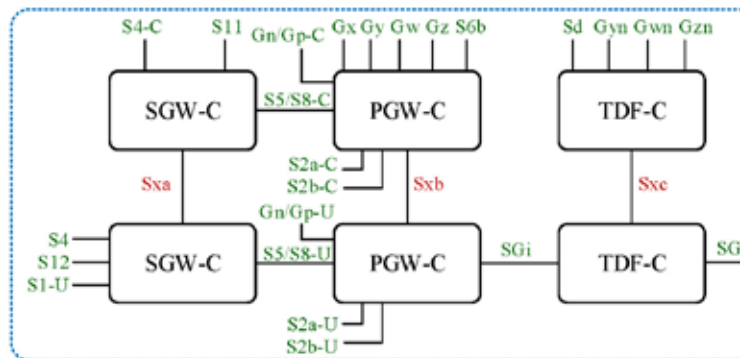 S4-C S11 Gn/Gp-C Gx Gy Gw Gz S6b Sd Gyn Gwn Gzn
SGW-C S5/S8-C PGW-C TDF-C
S2a-C
S2b-C
Sxa Sxb Sxc
Gn/Gp-U
S4
S12
S1-U
SGW-C S5/S8-U PGW-C SGi TDF-C SG
S2a-U
S2b-U